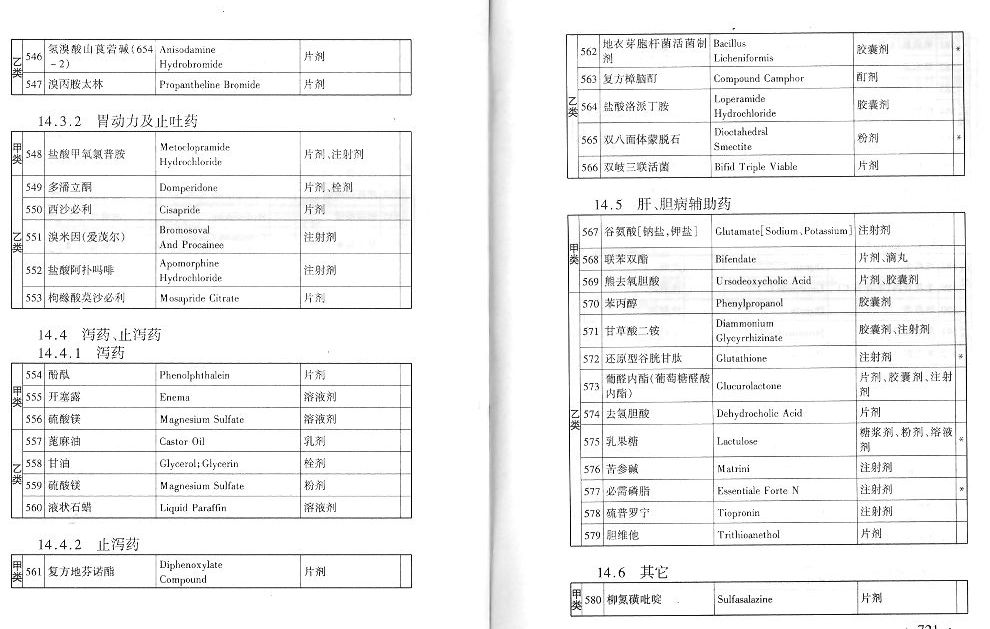 乙类
546 氢溴酸山莨菪碱(654-2) Anisodamine Hydrobromide 片剂
547 溴丙胺太林 Propantheline Bromide 片剂
14.3.2 胃动力及止吐药
甲类
548 盐酸甲氧氯普胺 Metoclopramide Hydrochloride 片剂、注射剂
乙类
549 多潘立酮 Domperidone 片剂、栓剂
550 西沙必利 Cisapride 片剂
551 溴米因(爱茂尔) Bromosoval And Procainee 注射剂
552 盐酸阿扑吗啡 Apomorphine Hydrochloride 注射剂
553 枸橼酸莫沙必利 Mosapride Citrate 片剂
14.4 泻药、止泻药
14.4.1 泻药
甲类
554 酚酞 Phenolphthalein 片剂
555 开塞露 Enema 溶液剂
556 硫酸镁 Magnesium Sulfate 溶液剂
乙类
557 蓖麻油 Castor Oil 乳剂
558 甘油 Glycerol; Glycerin 栓剂
559 硫酸镁 Magnesium Sulfate 粉剂
560 液状石蜡 Liquid Paraffin 溶液剂
14.4.2 止泻药
甲类
561 复方地芬诺酯 Diphenoxylate Compound 片剂
乙类
562 地衣芽胞杆菌活菌制剂 Bacillus Licheniformis 胶囊剂 *
563 复方樟脑酊 Compound Camphor 酊剂
564 盐酸洛派丁胺 Loperamide Hydrochloride 胶囊剂
565 双八面体蒙脱石 Dioctahedral Smectite 粉剂 *
566 双岐三联活菌 Bifid Triple Viable 片剂
14.5 肝、胆病辅助药
甲类
567 谷氨酸[钠盐,钾盐] Glutamate[Sodium, Potassium] 注射剂
568 联苯双酯 Bifendate 片剂、滴丸
569 熊去氧胆酸 Ursodeoxycholic Acid 片剂、胶囊剂
乙类
570 苯丙醇 Phenylpropanol 胶囊剂
571 甘草酸二铵 Diammonium Glycyrrhizinate 胶囊剂、注射剂
572 还原型谷胱甘肽 Glutathione 注射剂 *
573 葡醛内酯(葡萄糖醛酸内酯) Glucurolactone 片剂、胶囊剂、注射剂
574 去氢胆酸 Dehydrocholic Acid 片剂
575 乳果糖 Lactulose 糖浆剂、粉剂、溶液剂 *
576 苦参碱 Matrini 注射剂
577 必需磷脂 Essentiale Forte N 注射剂 *
578 硫普罗宁 Tiopronin 注射剂
579 胆维他 Trithioanethol 片剂
14.6 其它
甲类
580 柳氮磺吡啶 Sulfasalazine 片剂